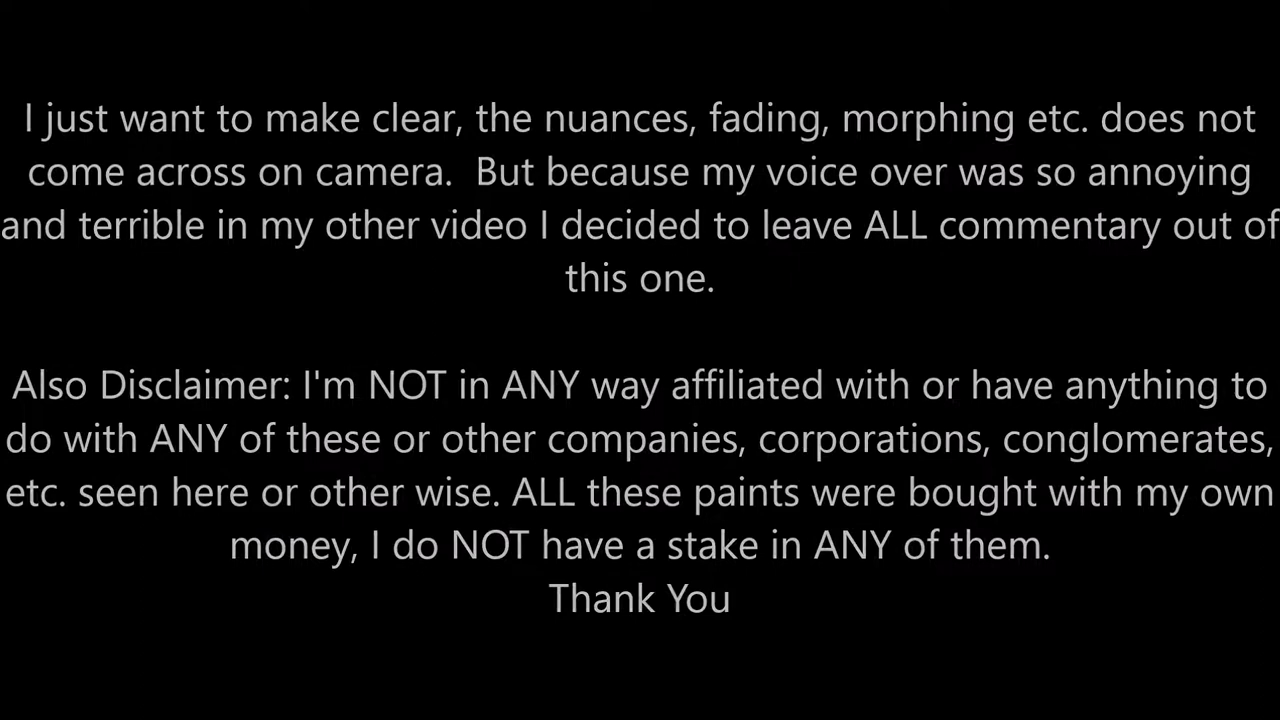 I just want to make clear, the nuances, fading, morphing etc. does not
come across on camera.  But because my voice over was so annoying
and terrible in my other video I decided to leave ALL commentary out of
this one.
Also Disclaimer: I'm NOT in ANY way affiliated with or have anything to
do with ANY of these or other companies, corporations, conglomerates,
etc. seen here or other wise. ALL these paints were bought with my own
money, I do NOT have a stake in ANY of them.
Thank You